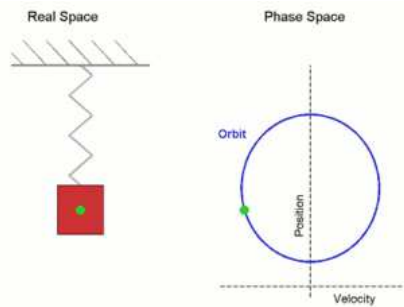 Real Space
Phase Space
Orbit
Position
Velocity